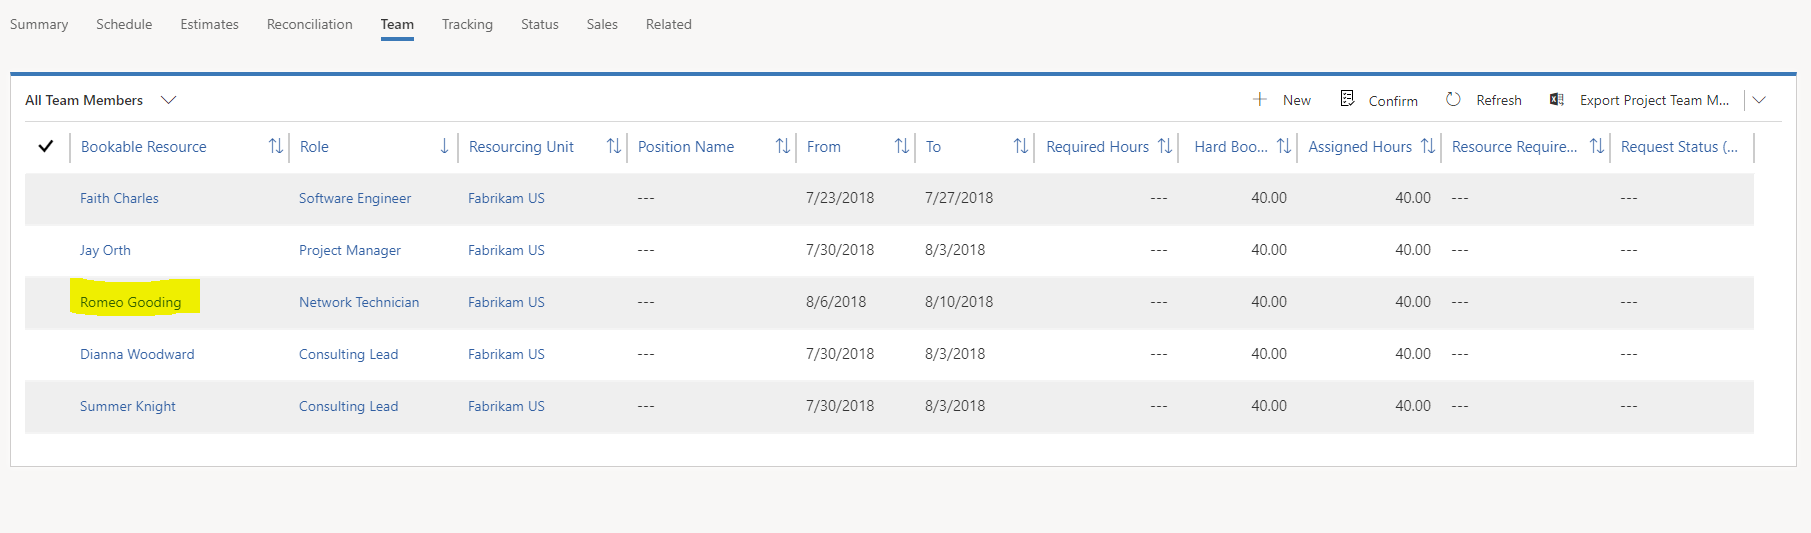 Summary Schedule Estimates Reconciliation Team Tracking Status Sales Related
All Team Members New Confirm Refresh Export Project Team M...
Bookable Resource Role Resourcing Unit Position Name From To Required Hours Hard Boo... Assigned Hours Resource Require... Request Status (...
Faith Charles Software Engineer Fabrikam US --- 7/23/2018 7/27/2018 --- 40.00 40.00 --- ---
Jay Orth Project Manager Fabrikam US --- 7/30/2018 8/3/2018 --- 40.00 40.00 --- ---
Romeo Gooding Network Technician Fabrikam US --- 8/6/2018 8/10/2018 --- 40.00 40.00 --- ---
Dianna Woodward Consulting Lead Fabrikam US --- 7/30/2018 8/3/2018 --- 40.00 40.00 --- ---
Summer Knight Consulting Lead Fabrikam US --- 7/30/2018 8/3/2018 --- 40.00 40.00 --- ---